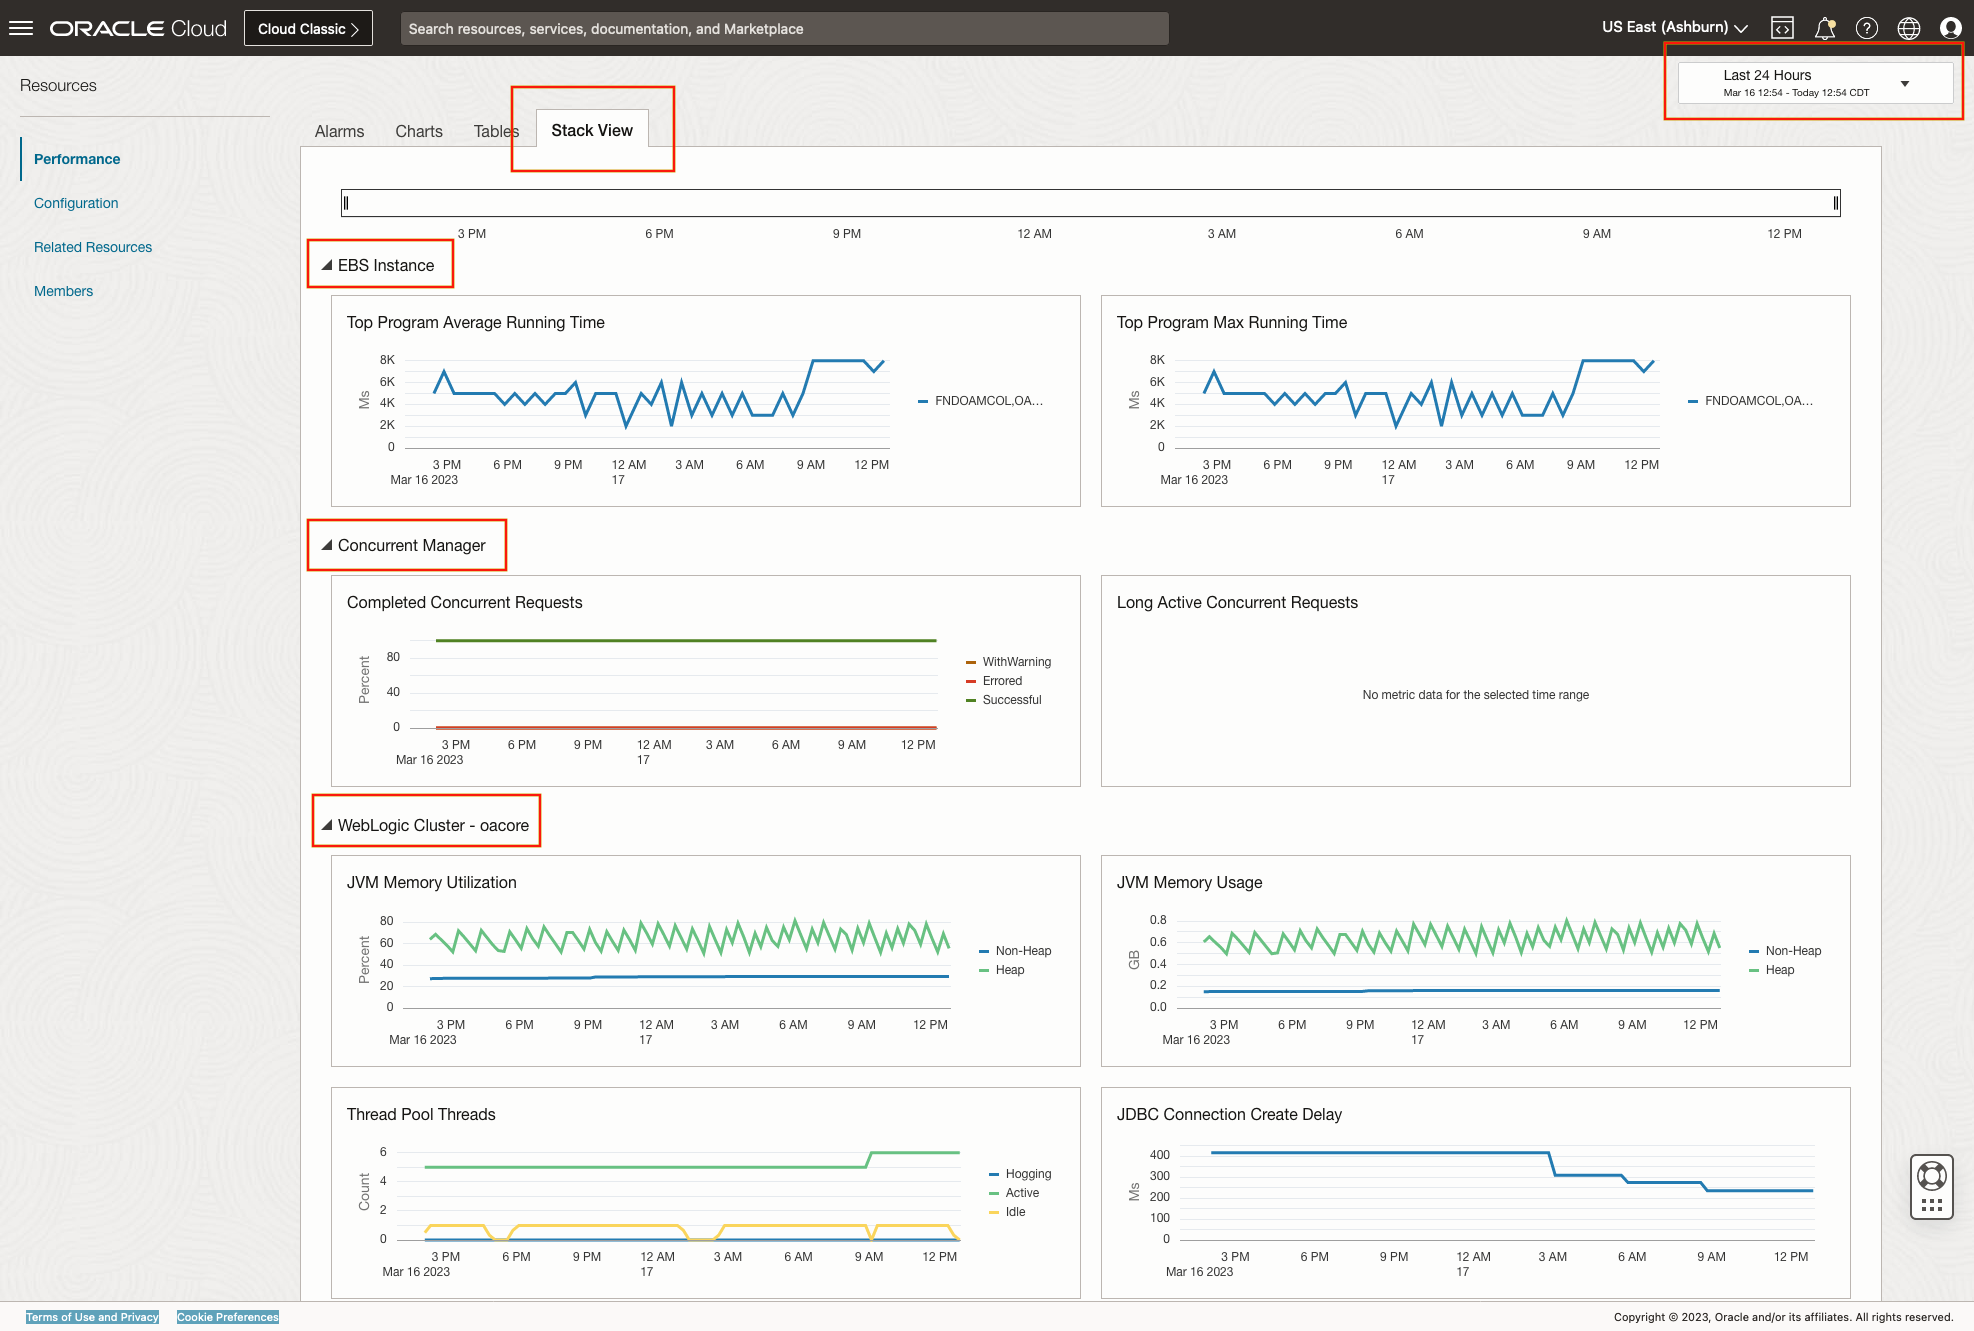 ORACLE Cloud
Cloud Classic >
Search resources, services, documentation, and Marketplace
US East (Ashburn)
Last 24 Hours
Mar 16 12:54 - Today 12:54 CDT
Resources
Performance
Configuration
Related Resources
Members
Alarms Charts Tables Stack View
3 PM 6 PM 9 PM 12 AM 3 AM 6 AM 9 AM 12 PM
EBS Instance
Top Program Average Running Time
8K
6K
4K
2K
0
Ms
3 PM 6 PM 9 PM 12 AM 3 AM 6 AM 9 AM 12 PM
Mar 16 2023 17
FNDOAMCOL,OA...
Top Program Max Running Time
8K
6K
4K
2K
0
Ms
3 PM 6 PM 9 PM 12 AM 3 AM 6 AM 9 AM 12 PM
Mar 16 2023 17
FNDOAMCOL,OA...
Concurrent Manager
Completed Concurrent Requests
80
40
0
Percent
3 PM 6 PM 9 PM 12 AM 3 AM 6 AM 9 AM 12 PM
Mar 16 2023 17
WithWarning
Errored
Successful
Long Active Concurrent Requests
No metric data for the selected time range
WebLogic Cluster - oacore
JVM Memory Utilization
80
60
40
20
0
Percent
3 PM 6 PM 9 PM 12 AM 3 AM 6 AM 9 AM 12 PM
Mar 16 2023 17
Non-Heap
Heap
JVM Memory Usage
0.8
0.6
0.4
0.2
0.0
GB
3 PM 6 PM 9 PM 12 AM 3 AM 6 AM 9 AM 12 PM
Mar 16 2023 17
Non-Heap
Heap
Thread Pool Threads
6
4
2
0
Count
3 PM 6 PM 9 PM 12 AM 3 AM 6 AM 9 AM 12 PM
Mar 16 2023 17
Hogging
Active
Idle
JDBC Connection Create Delay
400
300
200
100
0
Ms
3 PM 6 PM 9 PM 12 AM 3 AM 6 AM 9 AM 12 PM
Mar 16 2023 17
Terms of Use and Privacy Cookie Preferences
Copyright © 2023, Oracle and/or its affiliates. All rights reserved.